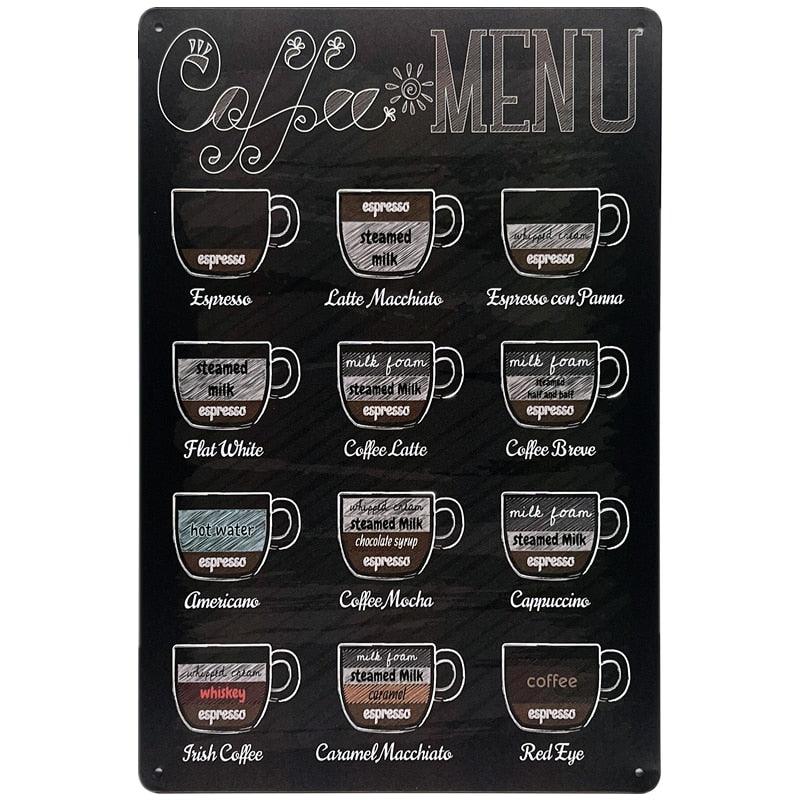 Coffee MENU
espresso
Espresso
espresso
steamed
milk
Latte Macchiato
whipped cream
espresso
Espresso con Panna
steamed
milk
espresso
Flat White
milk foam
steamed Milk
espresso
Coffee Latte
milk foam
steamed
half and half
espresso
Coffee Breve
hot water
espresso
Americano
whipped cream
steamed Milk
chocolate syrup
espresso
Coffee Mocha
milk foam
steamed Milk
espresso
Cappuccino
whipped cream
whiskey
espresso
Irish Coffee
milk foam
steamed Milk
caramel
espresso
Caramel Macchiato
coffee
espresso
Red Eye